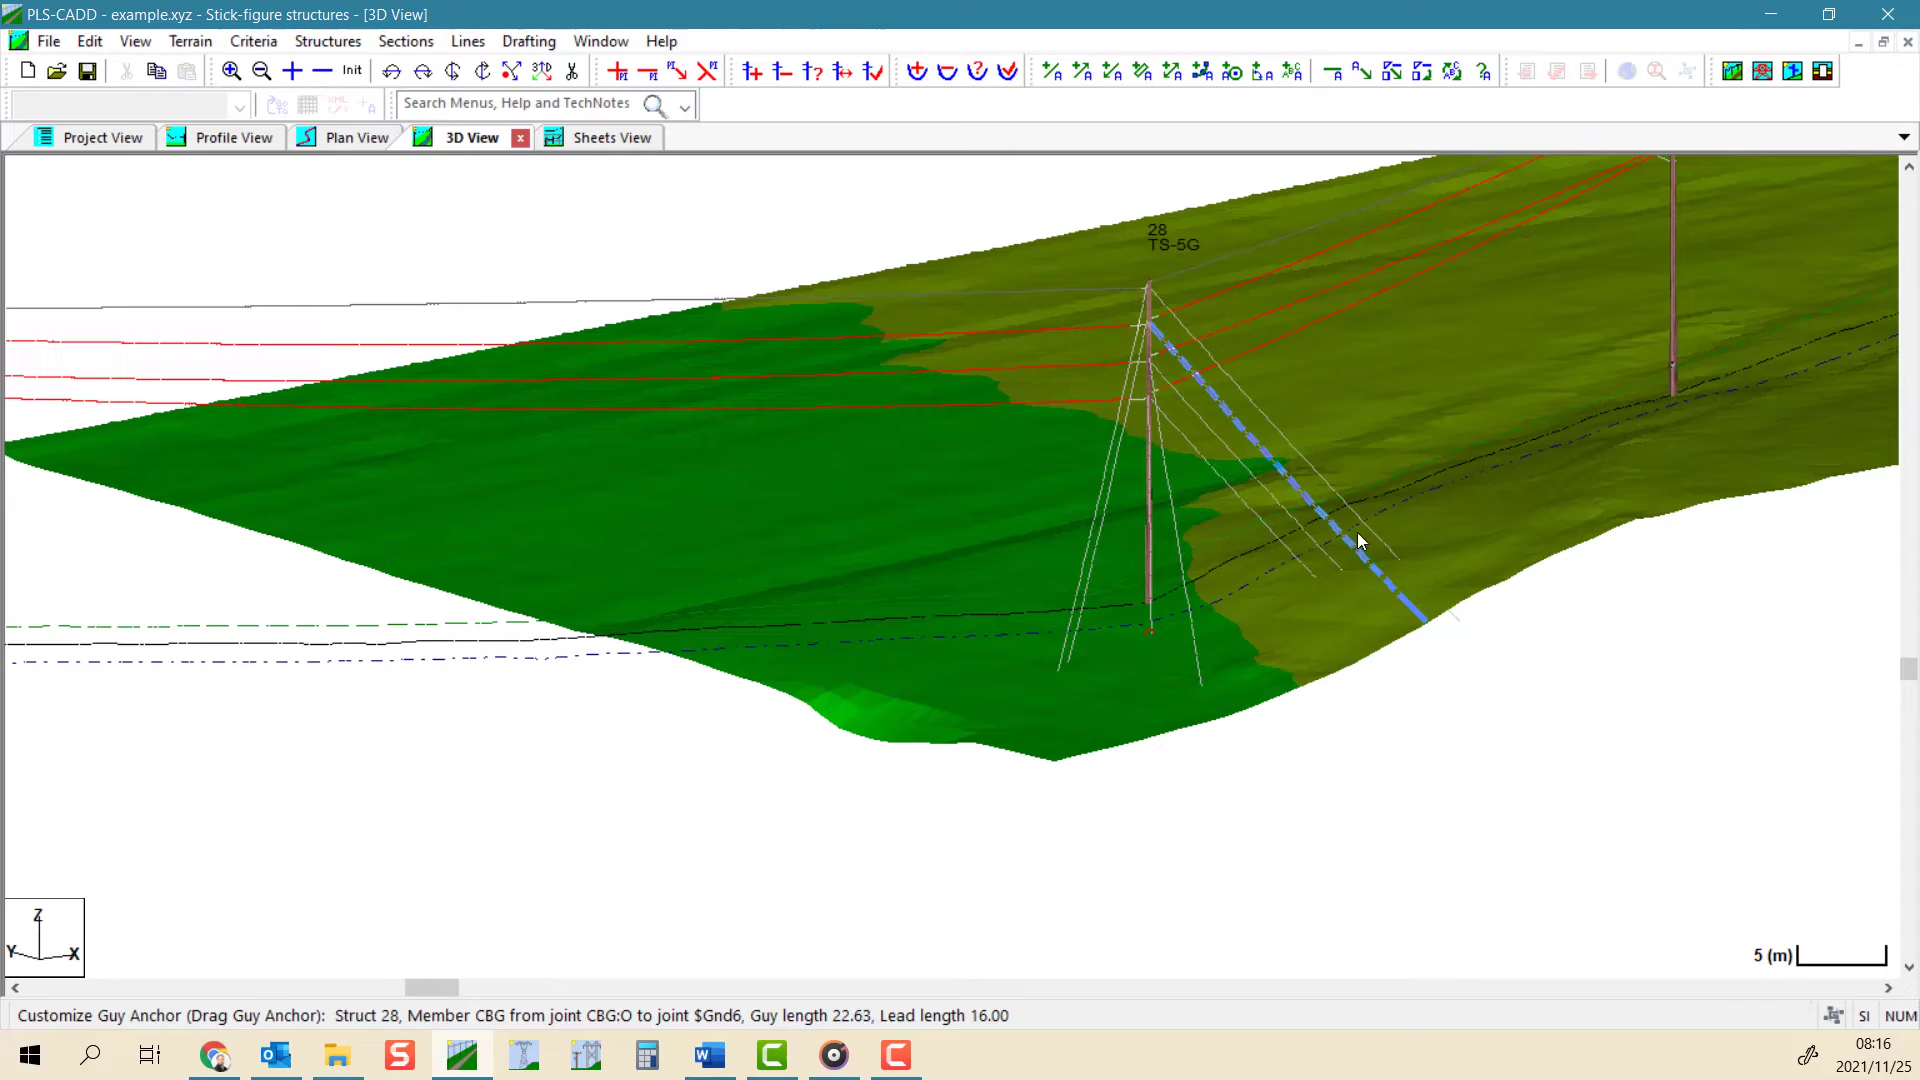 PLS-CADD - example.xyz - Stick-figure structures - [3D View]
File Edit View Terrain Criteria Structures Sections Lines Drafting Window Help
Init
Search Menus, Help and TechNotes
Project View Profile View Plan View 3D View Sheets View
28
TS-5G
Z
Y X
5 (m)
Customize Guy Anchor (Drag Guy Anchor): Struct 28, Member CBG from joint CBG:O to joint $Gnd6, Guy length 22.63, Lead length 16.00
SI NUM
08:16
2021/11/25